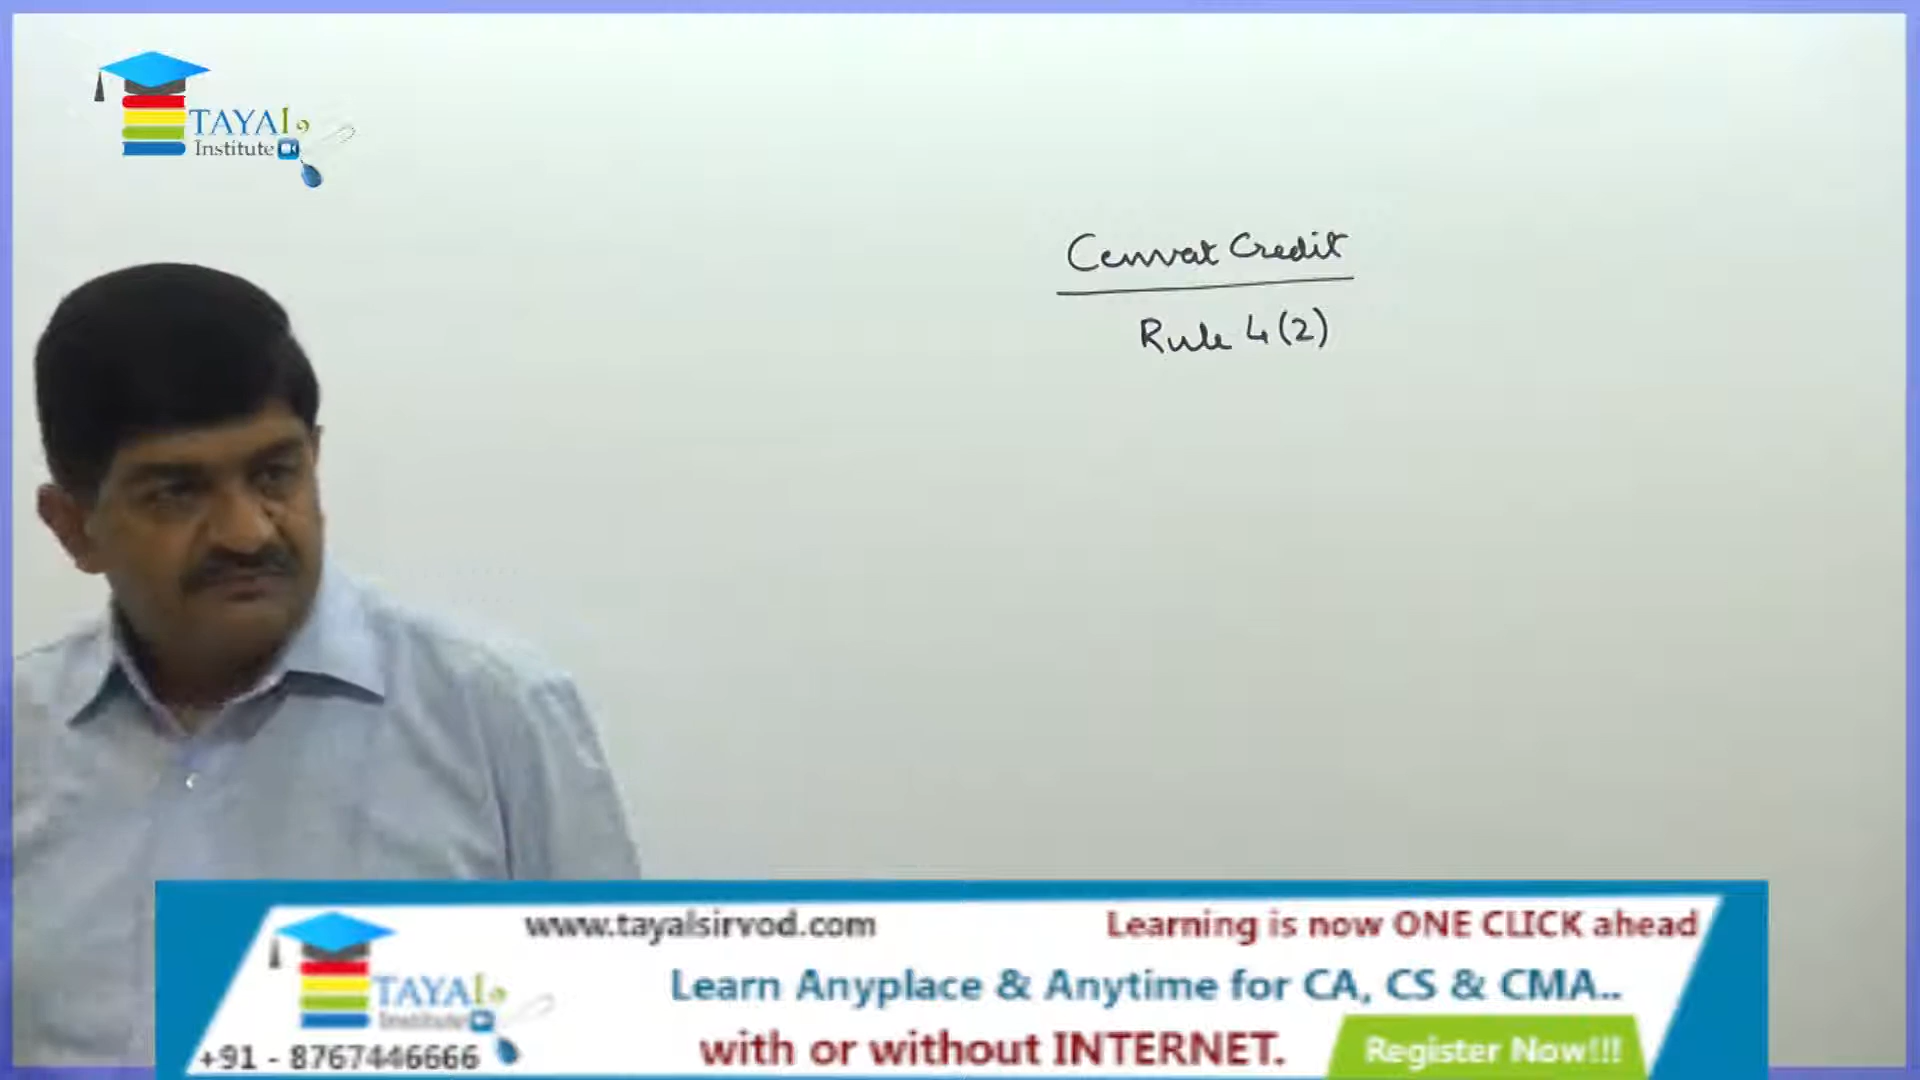 TAYAL
Institute
Cenvat Credit
Rule 4(2)
www.tayalsirvod.com
Learning is now ONE CLICK ahead
TAYAL
Institute
Learn Anyplace & Anytime for CA, CS & CMA..
+91 - 8767446666
with or without INTERNET.
Register Now!!!